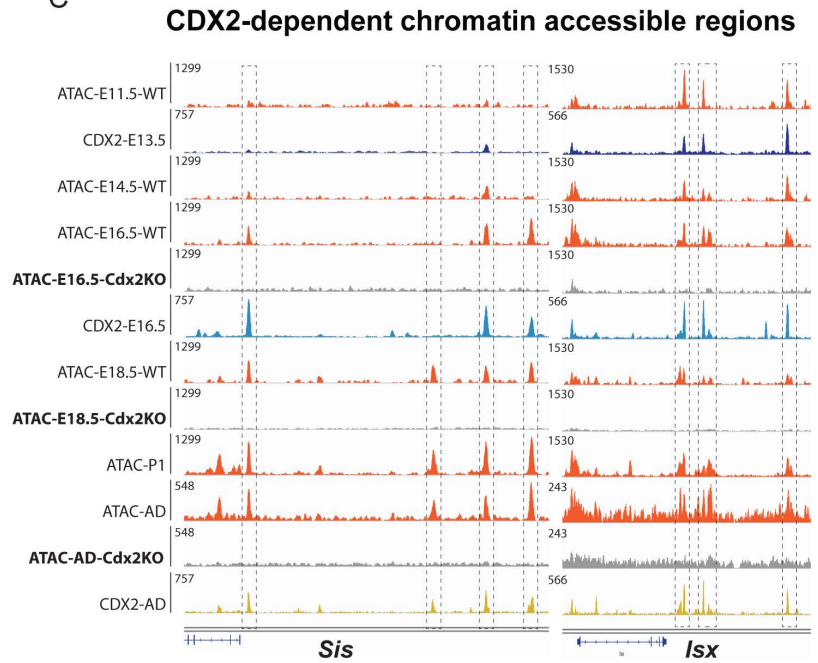 C
CDX2-dependent chromatin accessible regions
ATAC-E11.5-WT 1299 1530
CDX2-E13.5 757 566
ATAC-E14.5-WT 1299 1530
ATAC-E16.5-WT 1299 1530
ATAC-E16.5-Cdx2KO 1299 1530
CDX2-E16.5 757 566
ATAC-E18.5-WT 1299 1530
ATAC-E18.5-Cdx2KO 1299 1530
ATAC-P1 1299 1530
ATAC-AD 548 243
ATAC-AD-Cdx2KO 548 243
CDX2-AD 757 566
Sis Isx